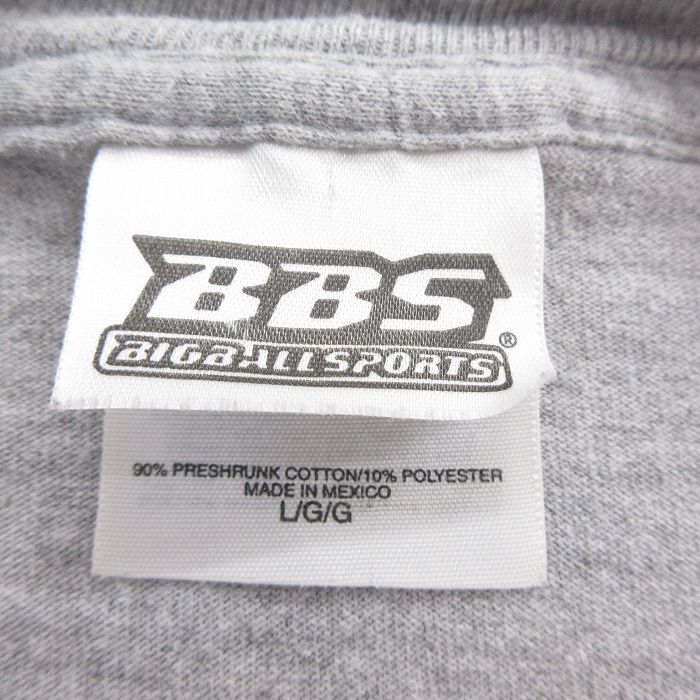 BBS
BIGBALLSPORTS ®
90% PRESHRUNK COTTON/10% POLYESTER
MADE IN MEXICO
L/G/G